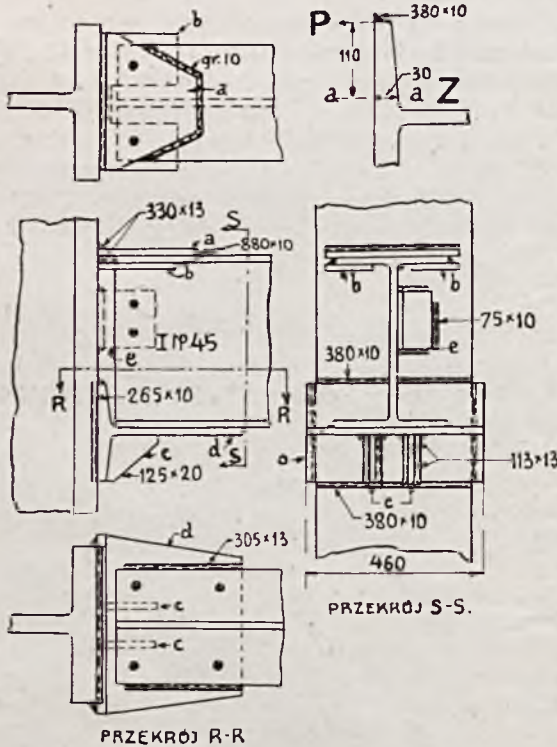 b
gr.10
a
380×10
P
110
30
a a Z
330×13
S
a
880×10
b
I №45
e
R R
265×10
d S
c
125×20
b b
75×10
e
380×10
a
113×13
c
380×10
460
PRZEKRÓJ S-S.
d
305×13
c
c
PRZEKRÓJ R-R